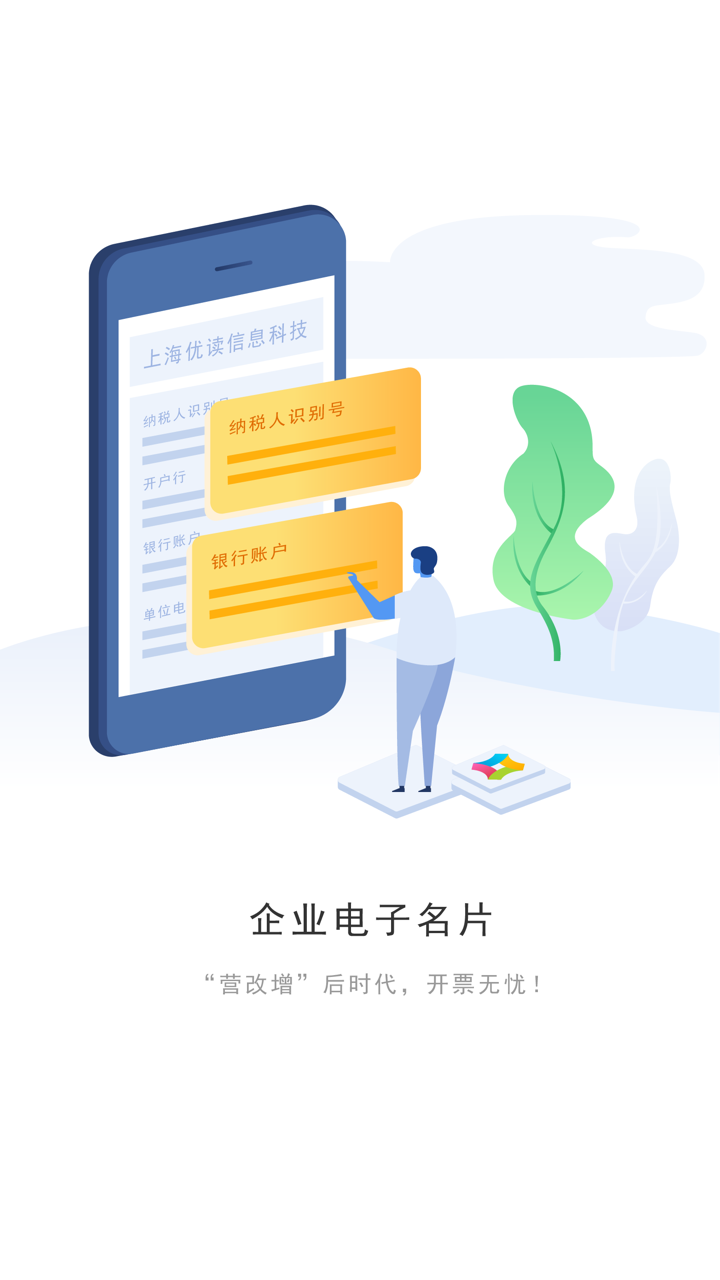 上海优读信息科技
纳税人识别号
纳税人识别号
开户行
银行账户
银行账户
单位电
企业电子名片
“营改增”后时代，开票无忧！